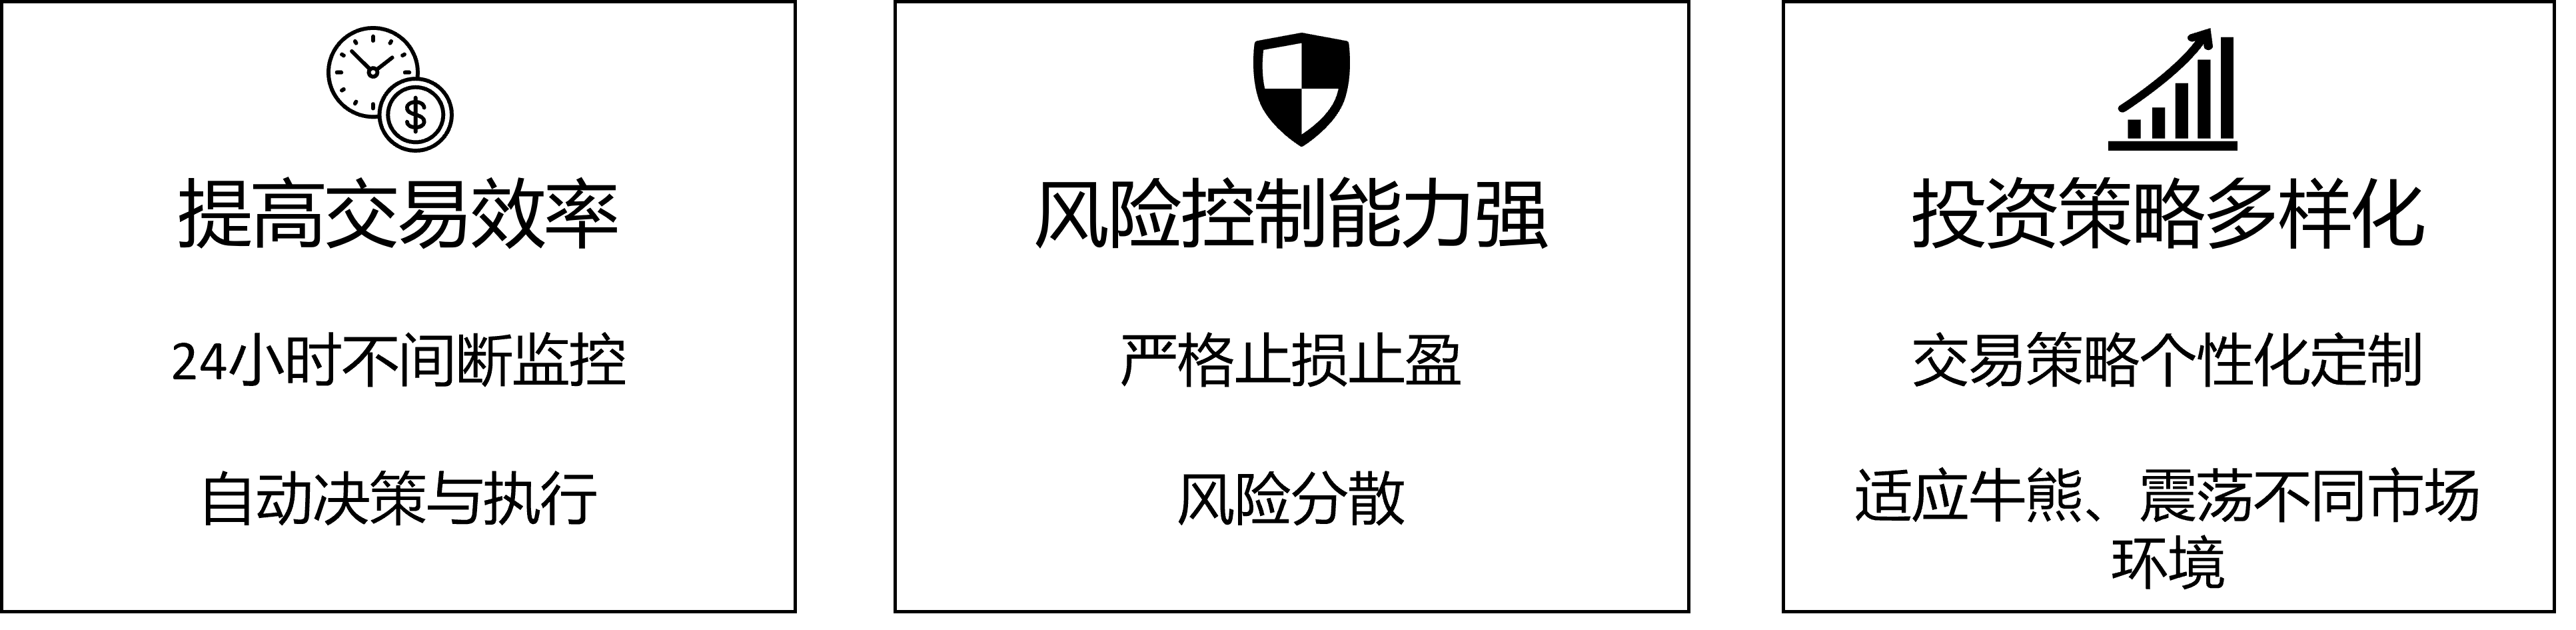 $
提高交易效率
24小时不间断监控
自动决策与执行
风险控制能力强
严格止损止盈
风险分散
投资策略多样化
交易策略个性化定制
适应牛熊、震荡不同市场
环境